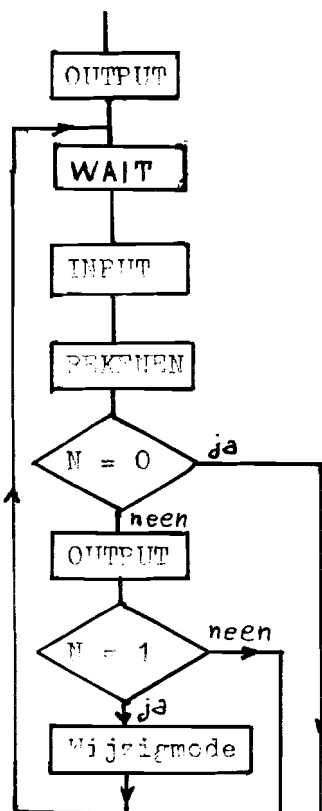 OUTPUT
WAIT
INPUT
REKENEN
N = 0
ja
neen
OUTPUT
N = 1
neen
ja
Wijzigmode